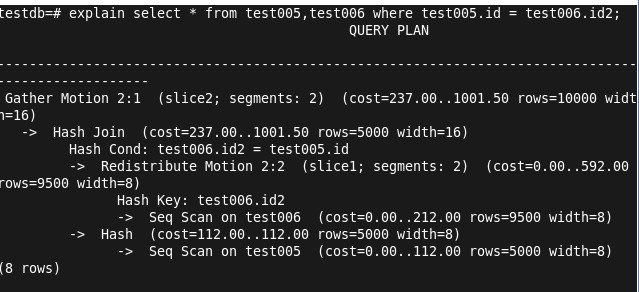 testdb=# explain select * from test005,test006 where test005.id = test006.id2;
QUERY PLAN
--------------------------------------------------------------------------------
-------------------
Gather Motion 2:1  (slice2; segments: 2)  (cost=237.00..1001.50 rows=10000 widt
h=16)
->  Hash Join  (cost=237.00..1001.50 rows=5000 width=16)
Hash Cond: test006.id2 = test005.id
->  Redistribute Motion 2:2  (slice1; segments: 2)  (cost=0.00..592.00
rows=9500 width=8)
Hash Key: test006.id2
->  Seq Scan on test006  (cost=0.00..212.00 rows=9500 width=8)
->  Hash  (cost=112.00..112.00 rows=5000 width=8)
->  Seq Scan on test005  (cost=0.00..112.00 rows=5000 width=8)
(8 rows)